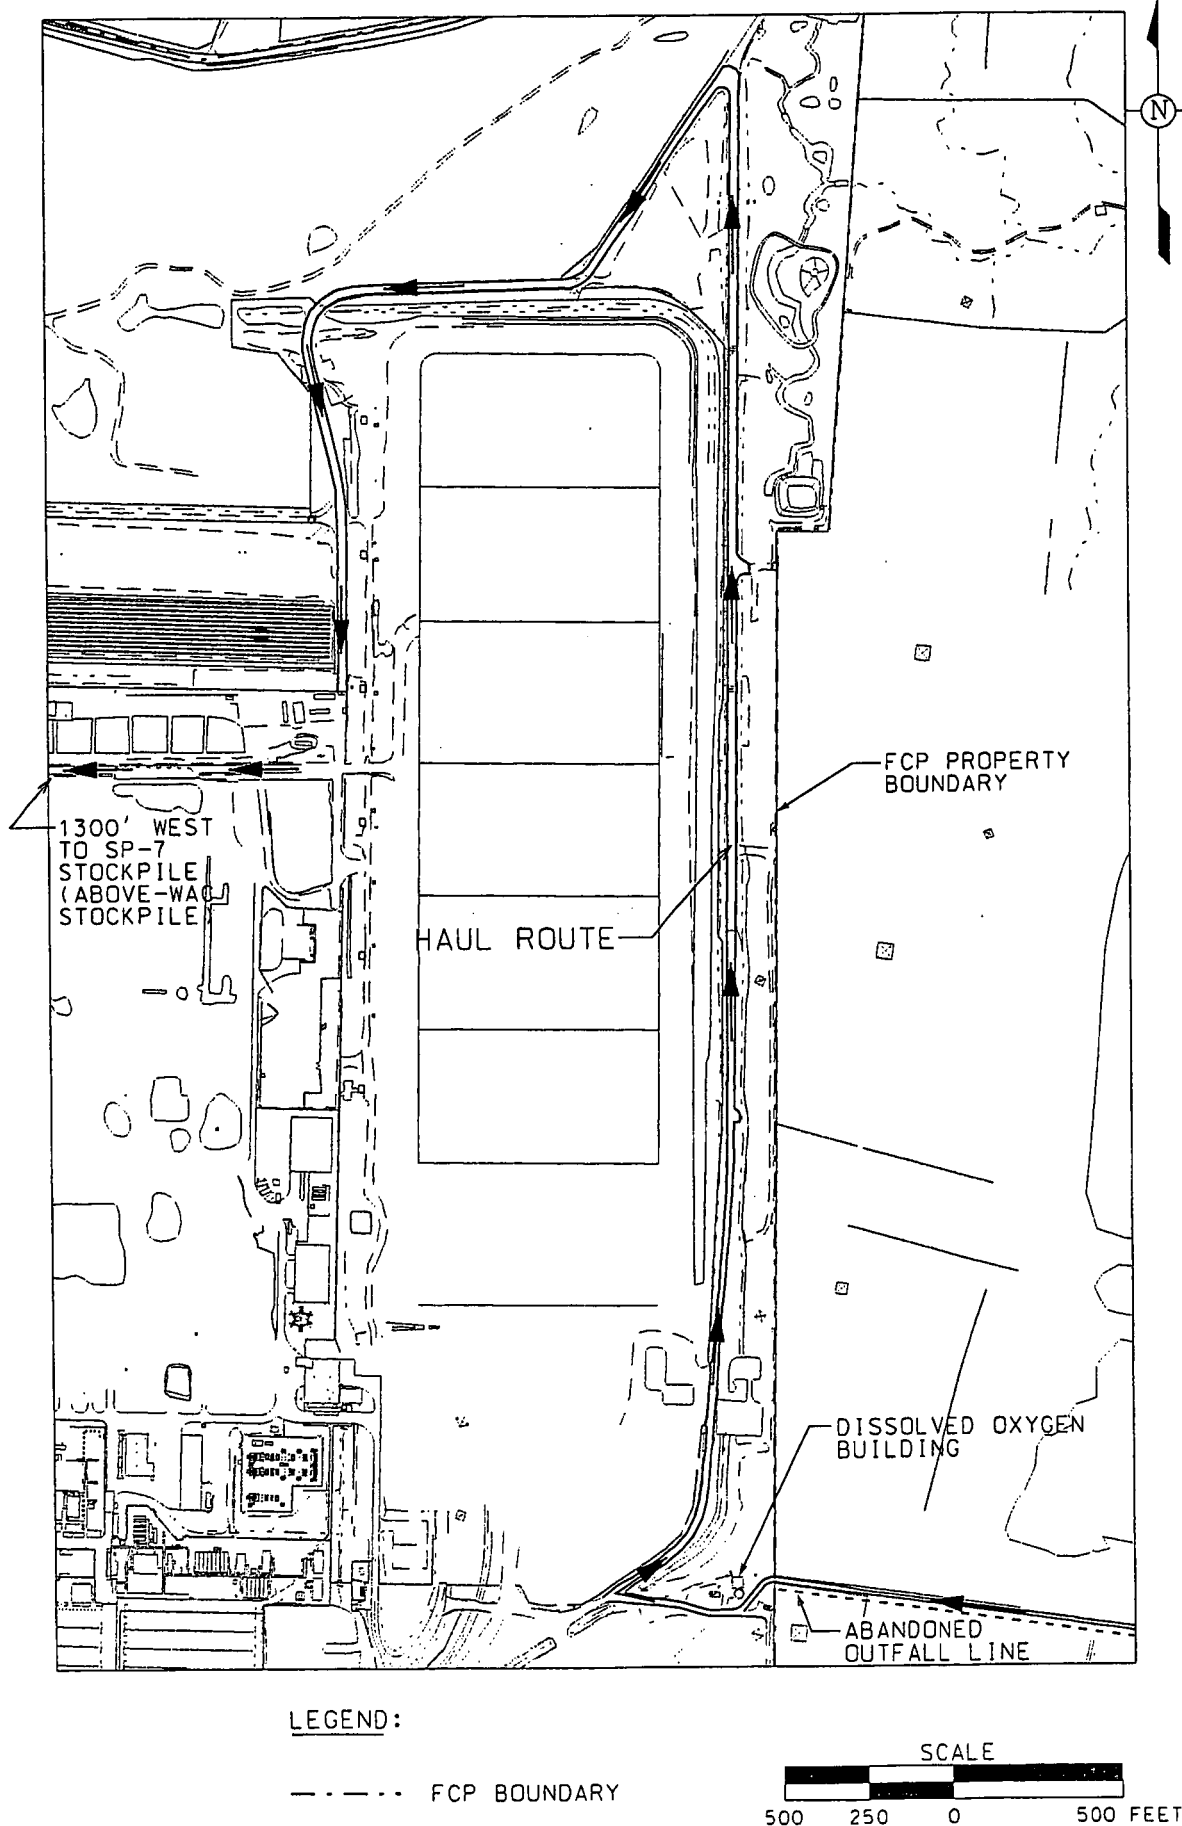 N
FCP PROPERTY
BOUNDARY
1300' WEST
TO SP-7
STOCKPILE
(ABOVE-WAC
STOCKPILE)
HAUL ROUTE
DISSOLVED OXYGEN
BUILDING
ABANDONED
OUTFALL LINE
LEGEND:
FCP BOUNDARY
SCALE
500 250 0 500 FEET